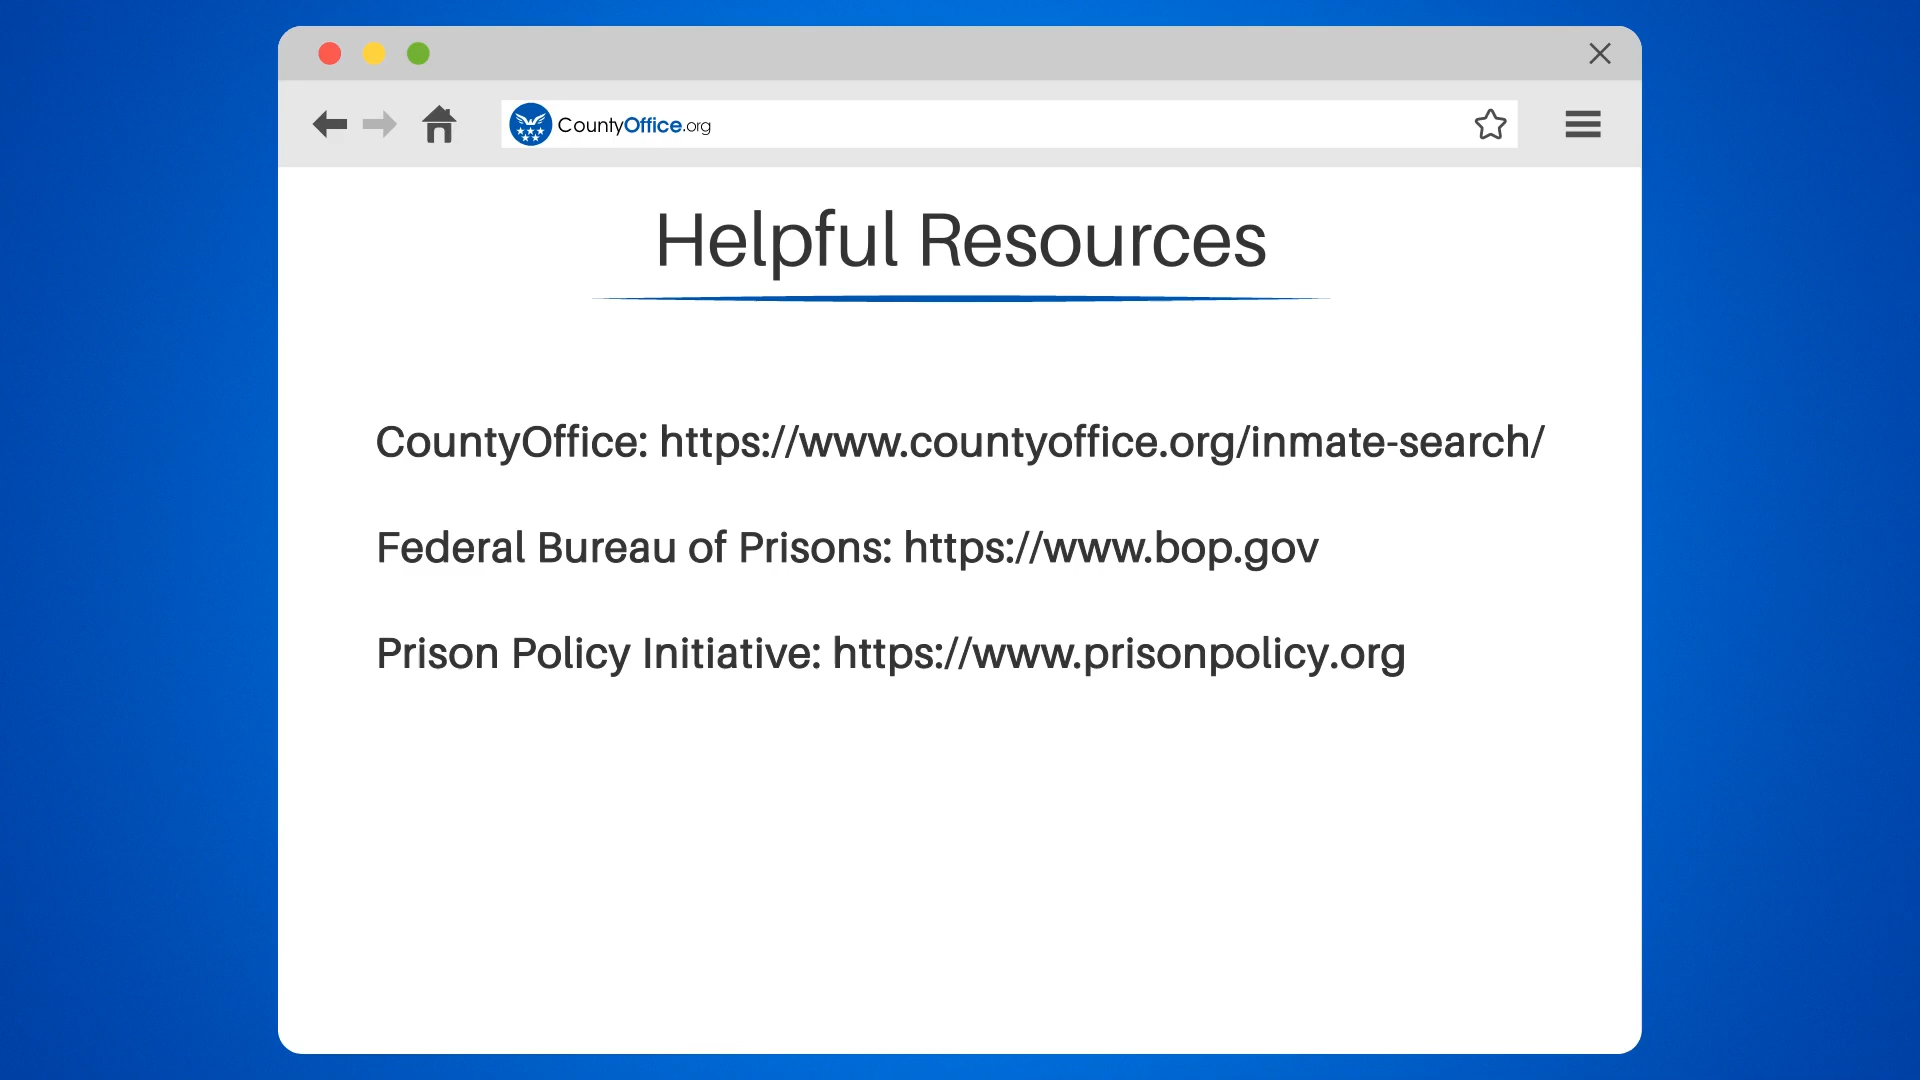 CountyOffice.org
Helpful Resources
CountyOffice: https://www.countyoffice.org/inmate-search/
Federal Bureau of Prisons: https://www.bop.gov
Prison Policy Initiative: https://www.prisonpolicy.org